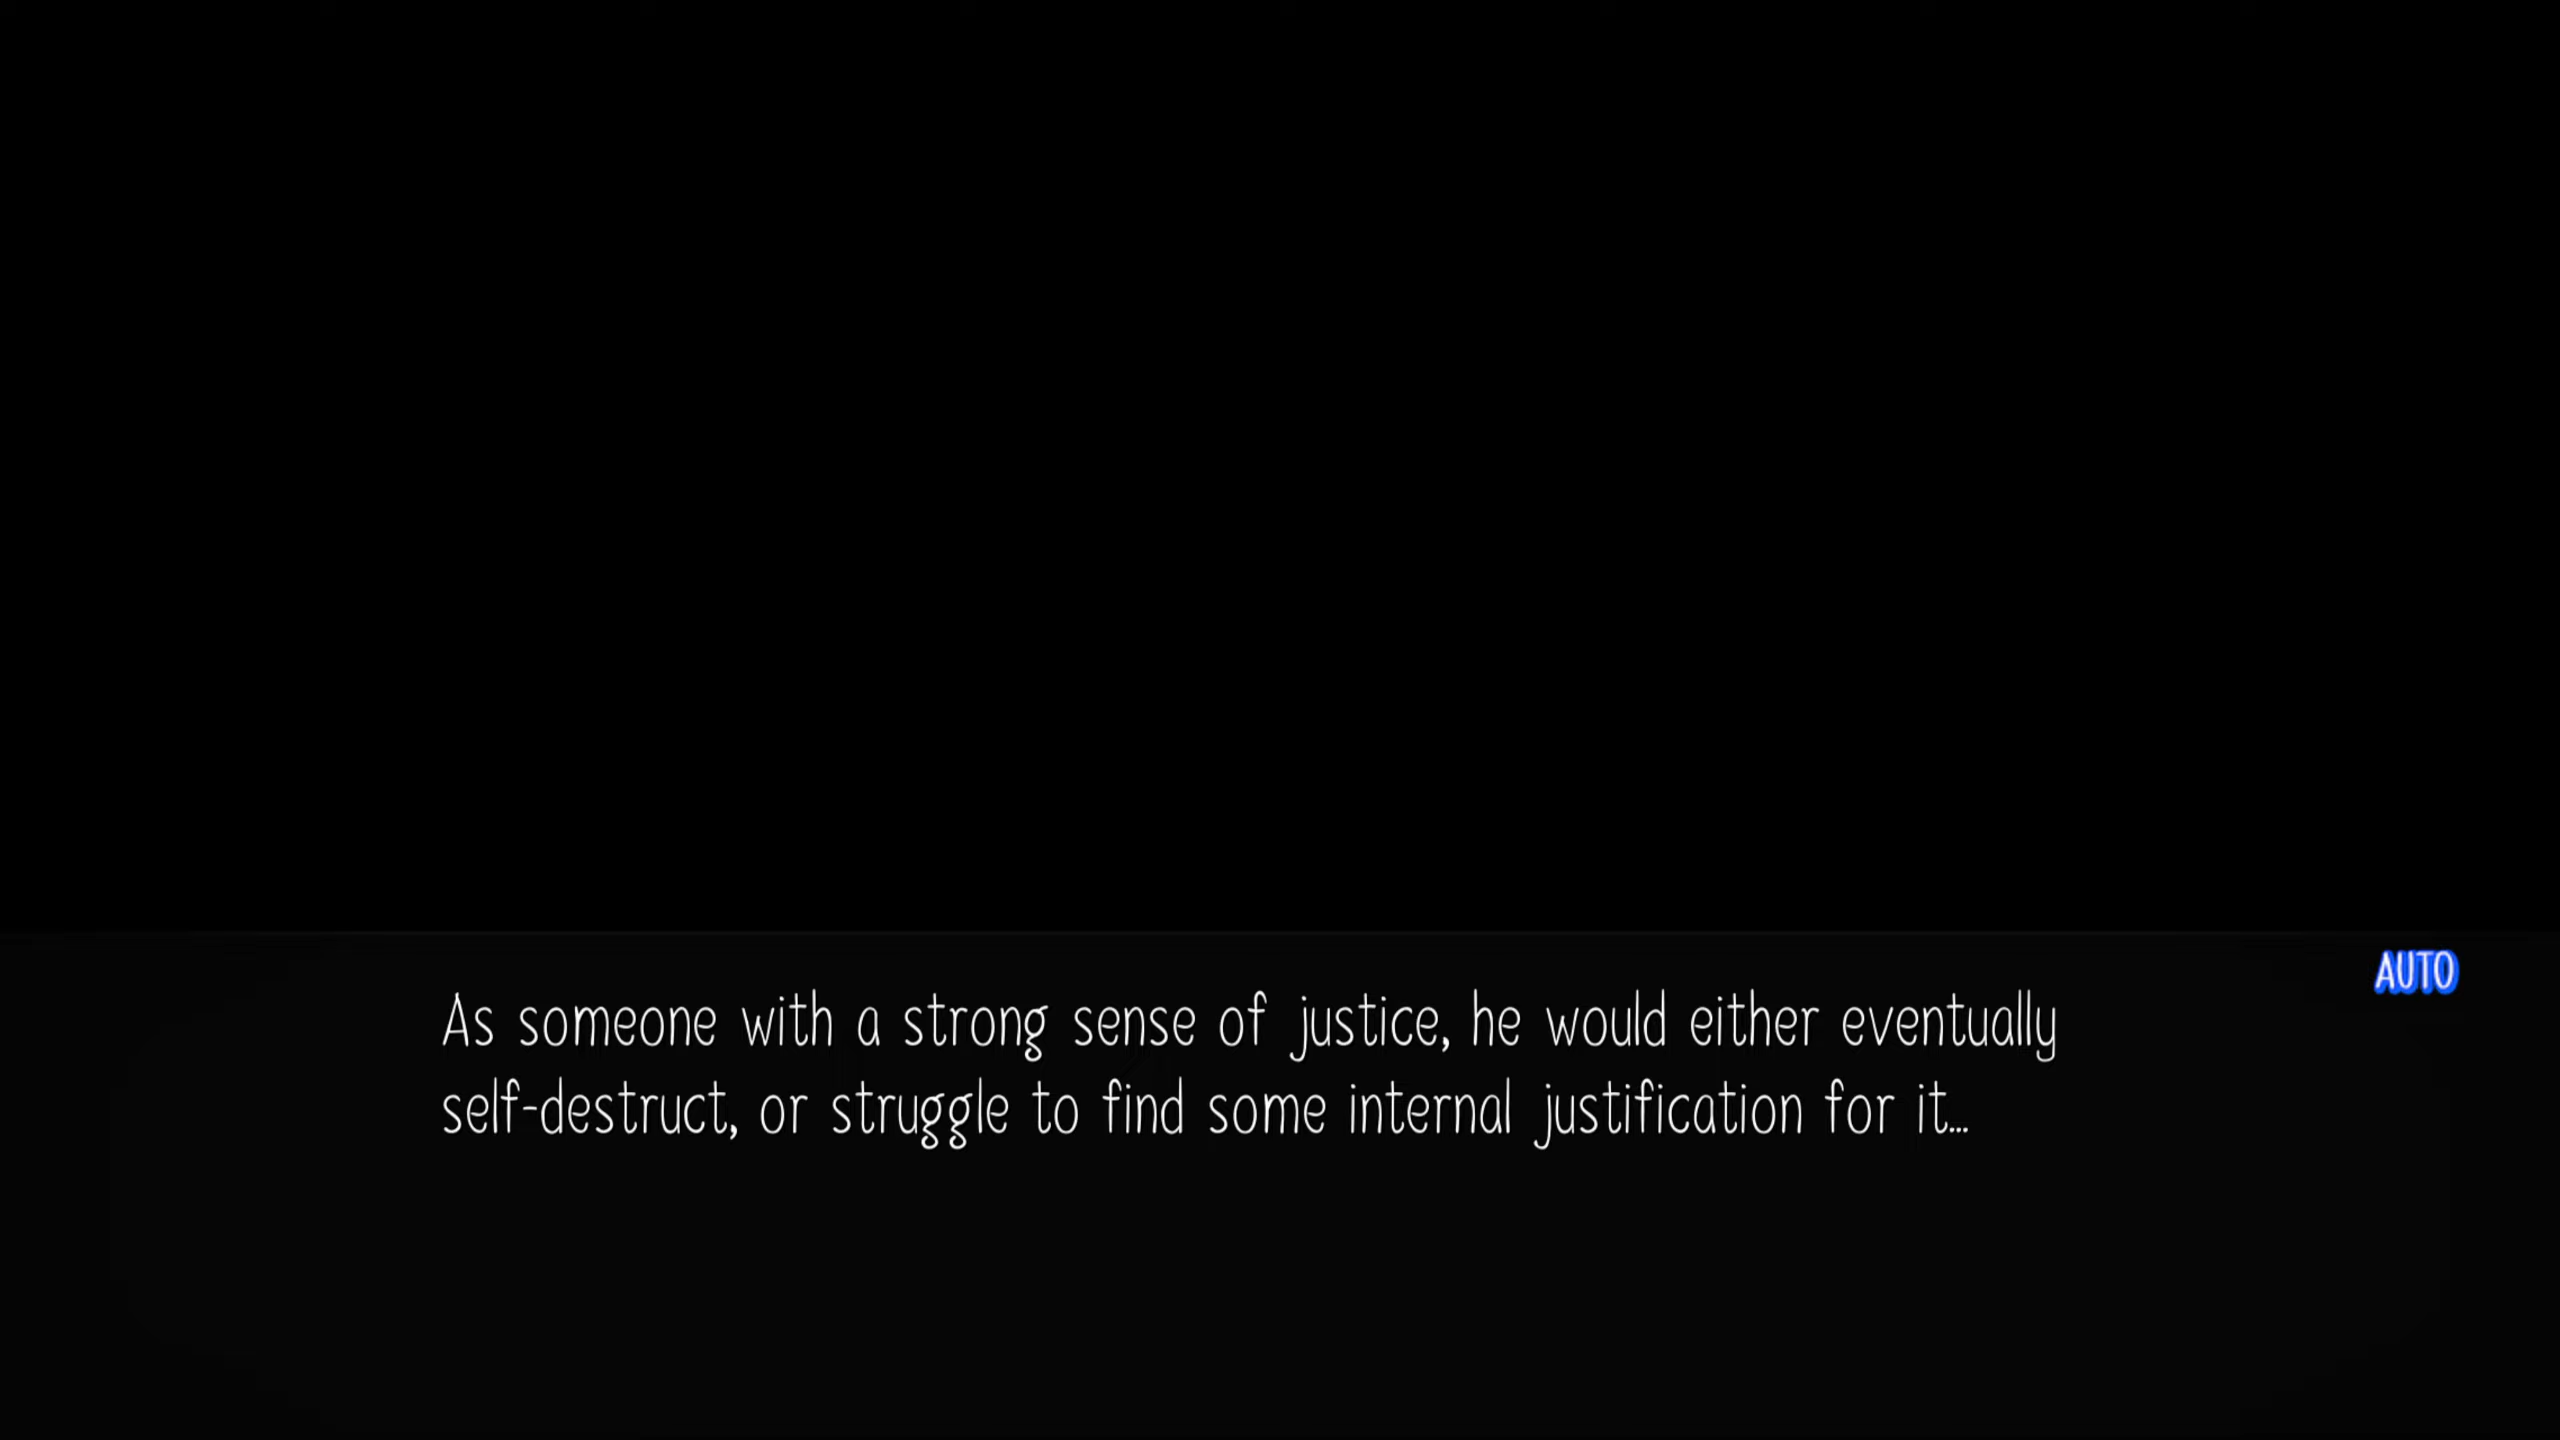 AUTO
As someone with a strong sense of justice, he would either eventually
self-destruct, or struggle to find some internal justification for it...